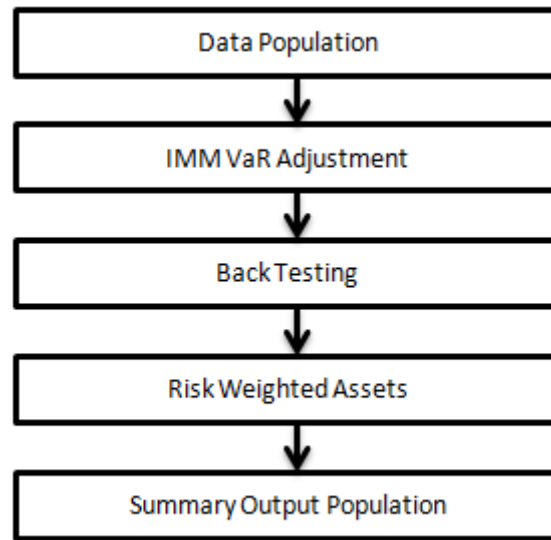 Data Population
IMM VaR Adjustment
Back Testing
Risk Weighted Assets
Summary Output Population